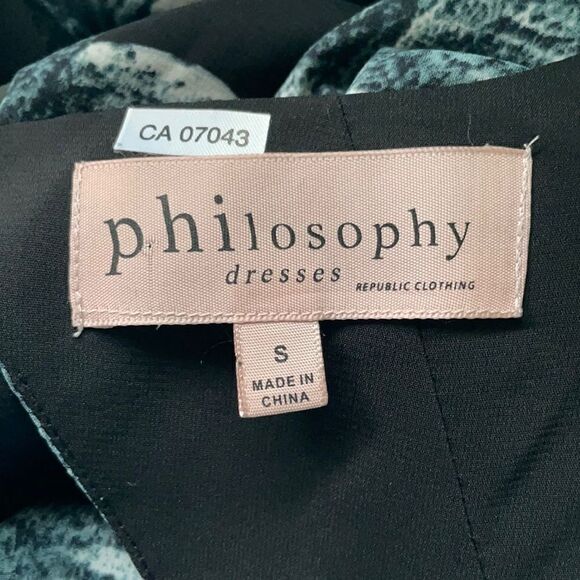 CA 07043
philosophy
dresses REPUBLIC CLOTHING
S
MADE IN
CHINA